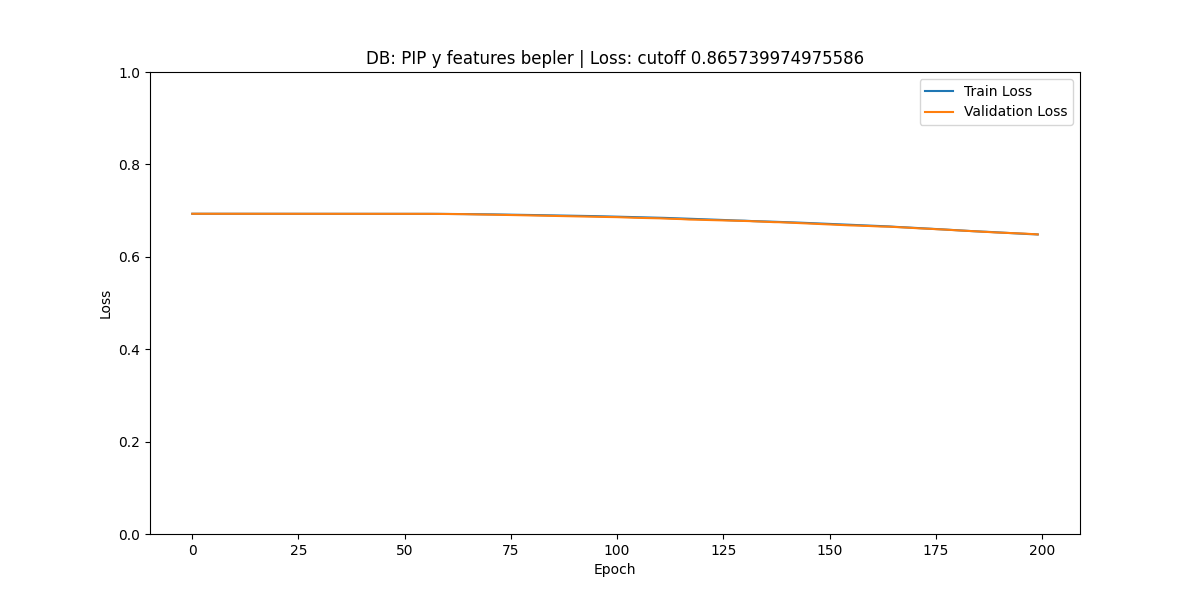 DB: PIP y features bepler | Loss: cutoff 0.865739974975586
Train Loss
Validation Loss
1.0
0.8
0.6
0.4
0.2
0.0
Loss
0 25 50 75 100 125 150 175 200
Epoch